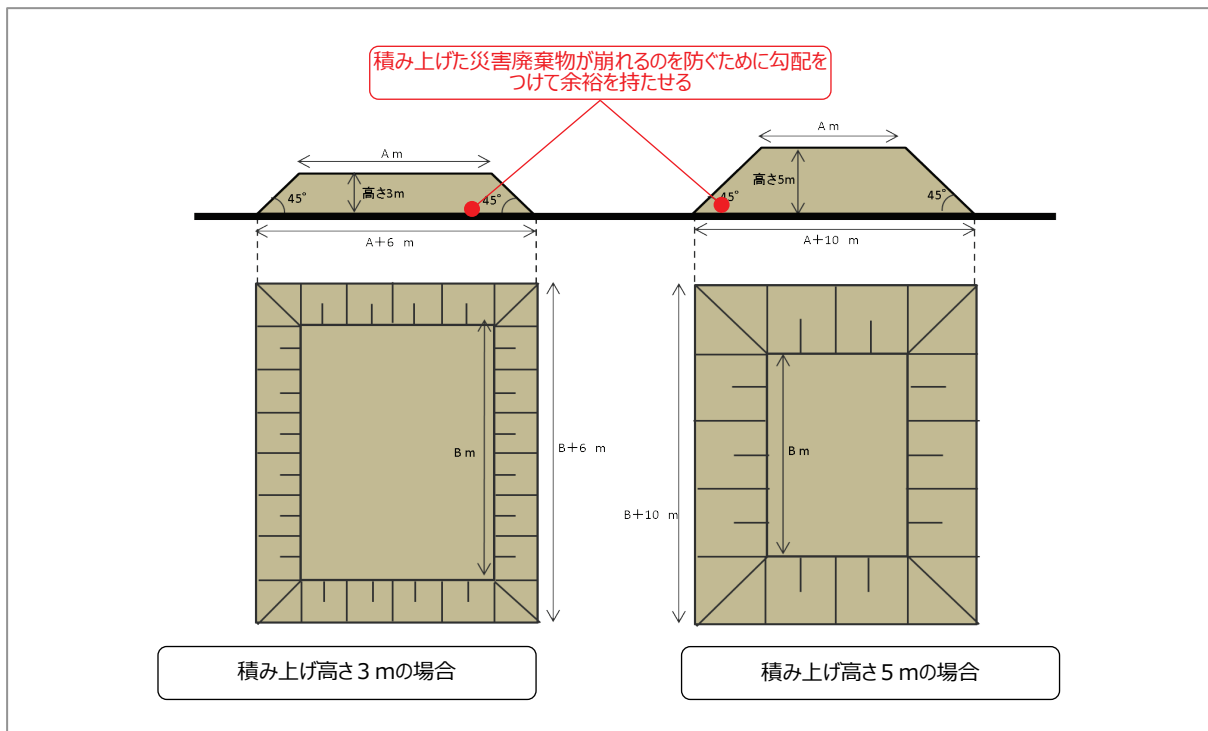 積み上げた災害廃棄物が崩れるのを防ぐために勾配を
つけて余裕を持たせる
A m
高さ3m
45°
45°
A+6 m
A m
高さ5m
45°
45°
A+10 m
B m
B+6 m
B m
B+10 m
積み上げ高さ3mの場合
積み上げ高さ5mの場合